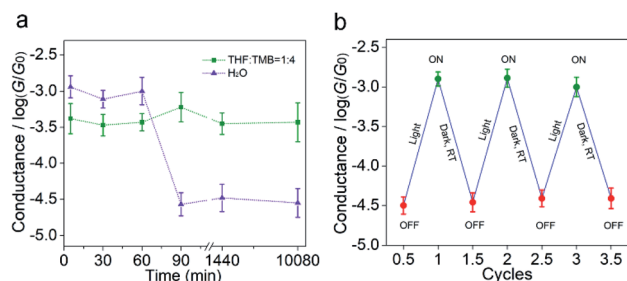 a
Conductance / log(G/G0)
-2.5
-3.0
-3.5
-4.0
-4.5
-5.0
THF:TMB=1:4
H2O
0 30 60 90 1440 10080
Time (min)
b
Conductance / log(G/G0)
-2.5
-3.0
-3.5
-4.0
-4.5
-5.0
ON ON ON
Light Dark, RT Light Dark, RT Light Dark, RT
OFF OFF OFF OFF
0.5 1 1.5 2 2.5 3 3.5
Cycles